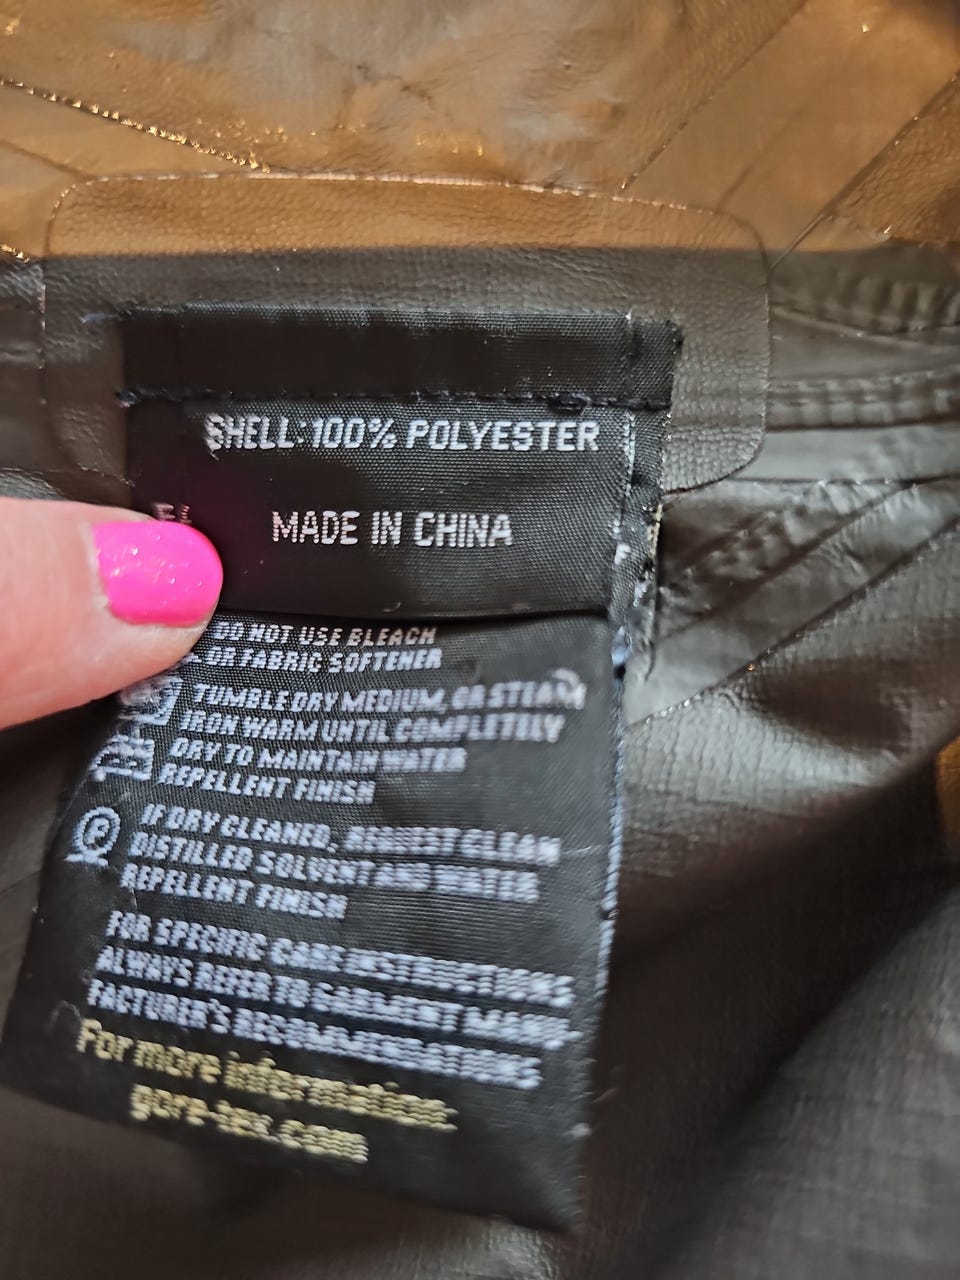 SHELL:100% POLYESTER
MADE IN CHINA
DO NOT USE BLEACH
OR FABRIC SOFTENER
TUMBLE DRY MEDIUM, OR STEAM
IRON WARM UNTIL COMPLETELY
DRY TO MAINTAIN WATER
REPELLENT FINISH
P
IF DRY CLEANED, REQUEST CLEAN
DISTILLED SOLVENT AND WATER
REPELLENT FINISH
FOR SPECIFIC CARE INSTRUCTIONS
ALWAYS REFER TO GARMENT MANU-
FACTURER'S RECOMMENDATIONS
For more information:
gore-tex.com